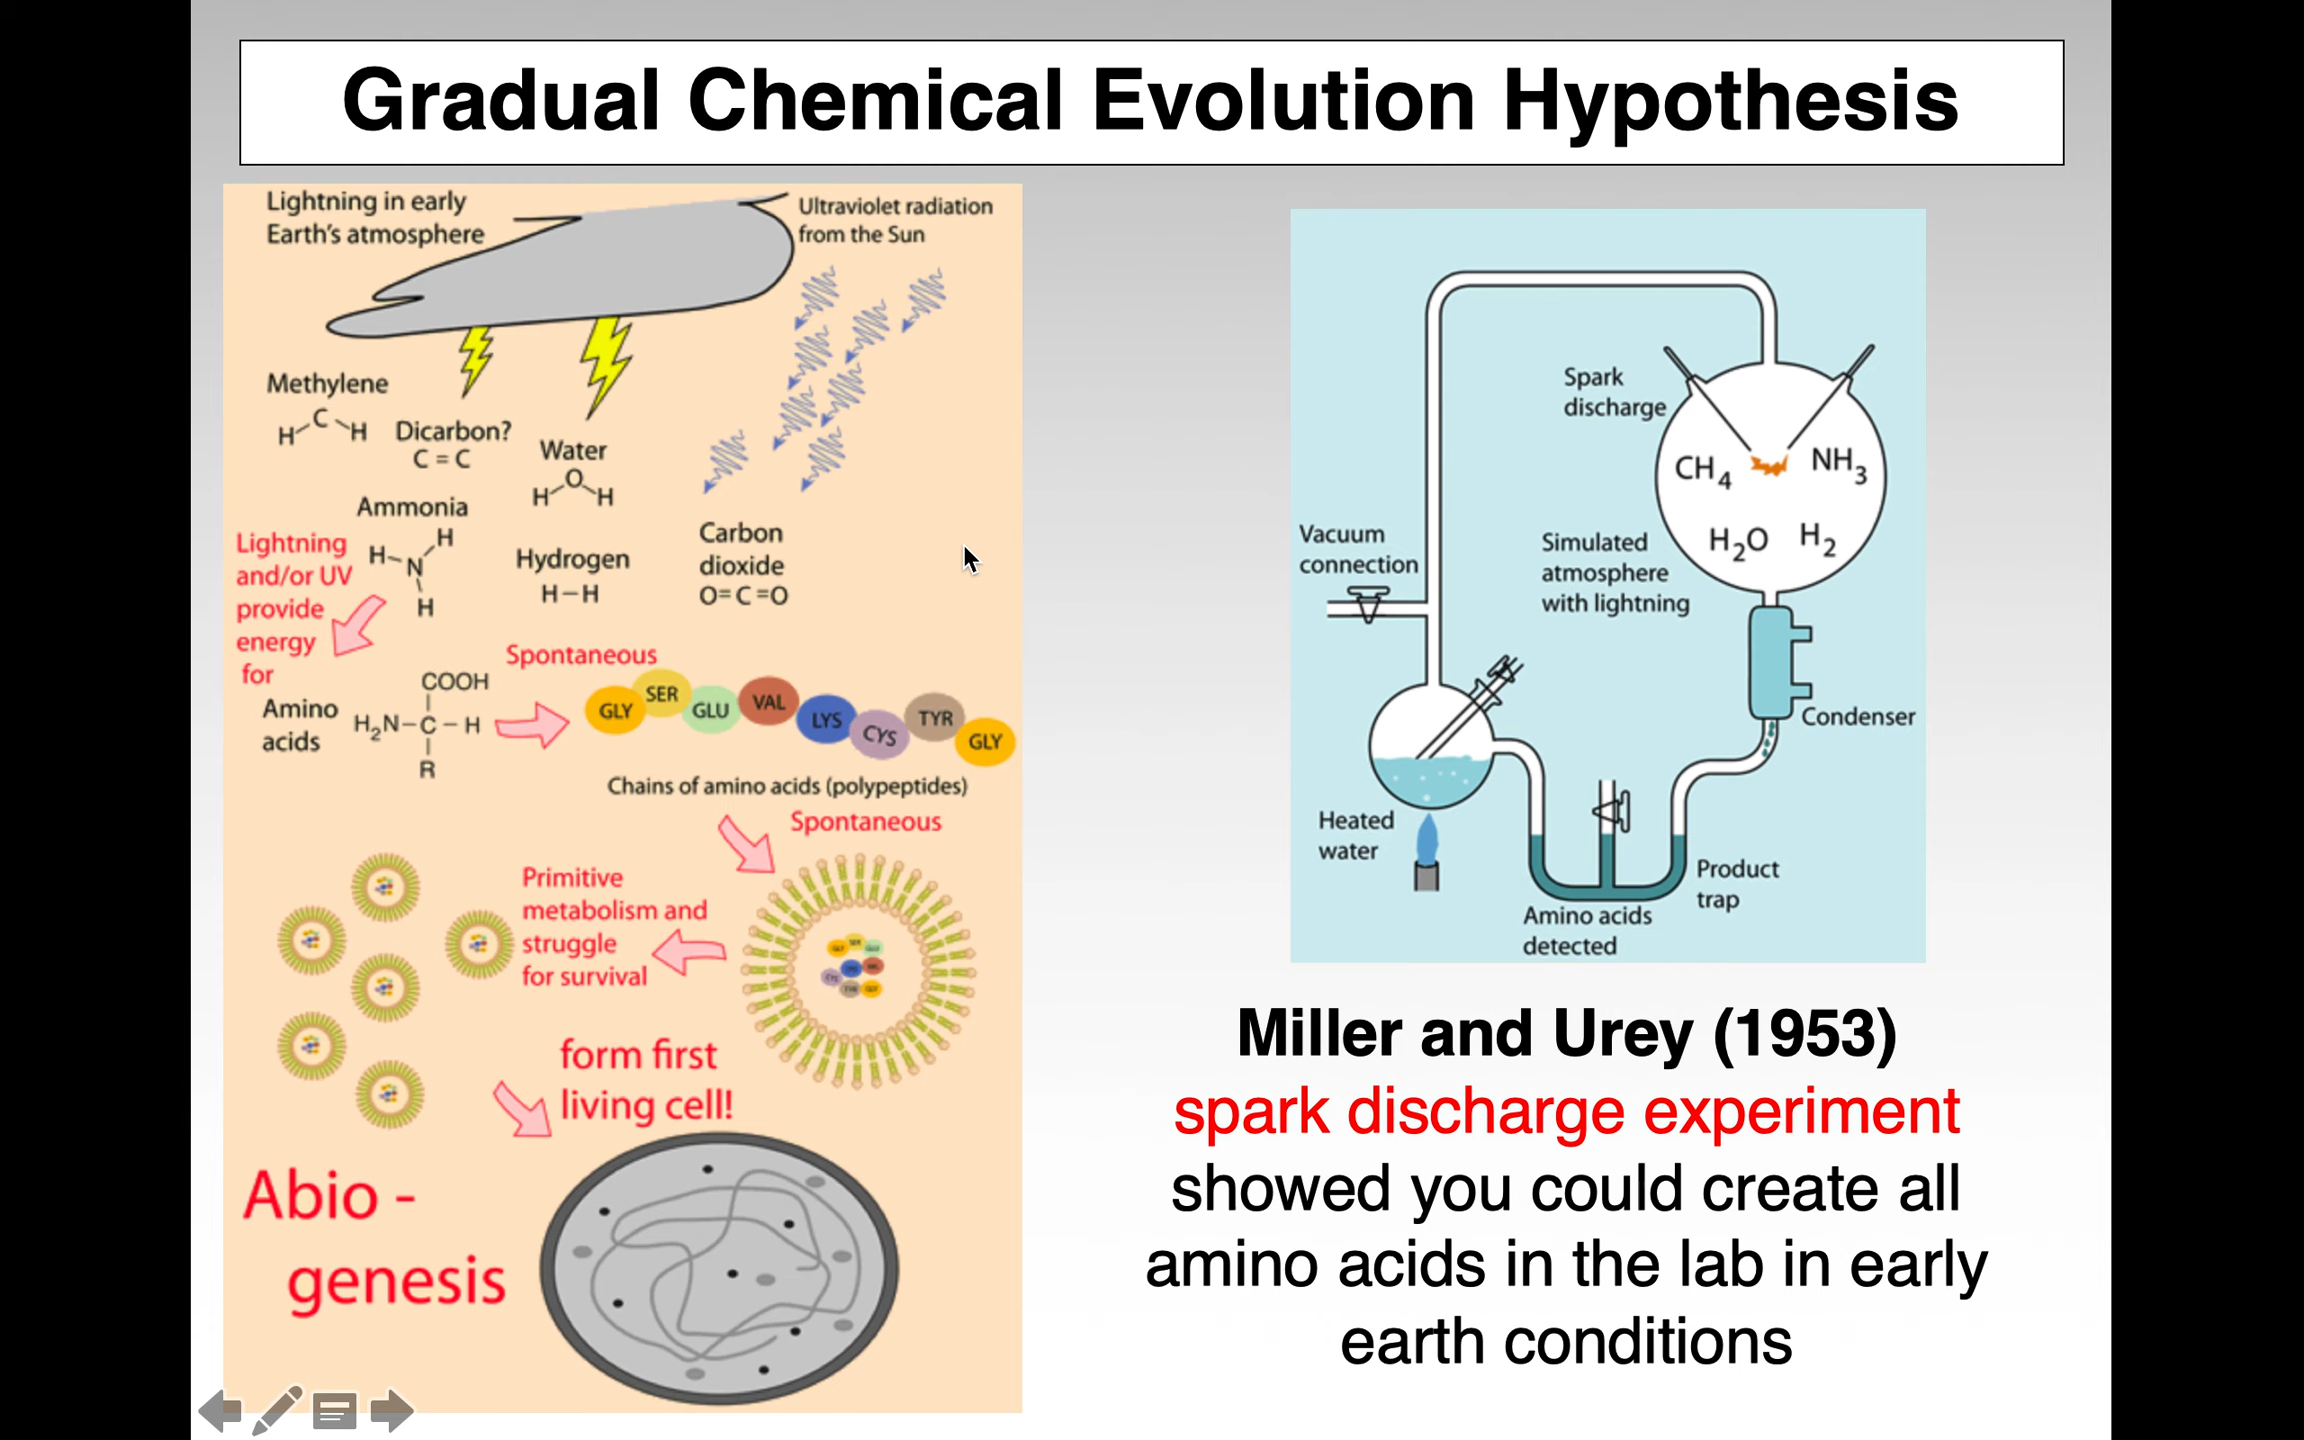 Gradual Chemical Evolution Hypothesis
Lightning in early
Earth's atmosphere
Ultraviolet radiation
from the Sun
Methylene
H C H
Dicarbon?
C = C
Water
H O H
Ammonia
H
H N
H
Hydrogen
H–H
Carbon
dioxide
O=C=O
Lightning
and/or UV
provide
energy
for
Amino
acids
COOH
H₂N–C–H
R
Spontaneous
GLY SER GLU VAL LYS CYS TYR GLY
Chains of amino acids (polypeptides)
Spontaneous
Primitive
metabolism and
struggle
for survival
form first
living cell!
Abio -
genesis
Spark
discharge
CH₄ NH₃
H₂O H₂
Vacuum
connection
Simulated
atmosphere
with lightning
Condenser
Heated
water
Product
trap
Amino acids
detected
Miller and Urey (1953)
spark discharge experiment
showed you could create all
amino acids in the lab in early
earth conditions